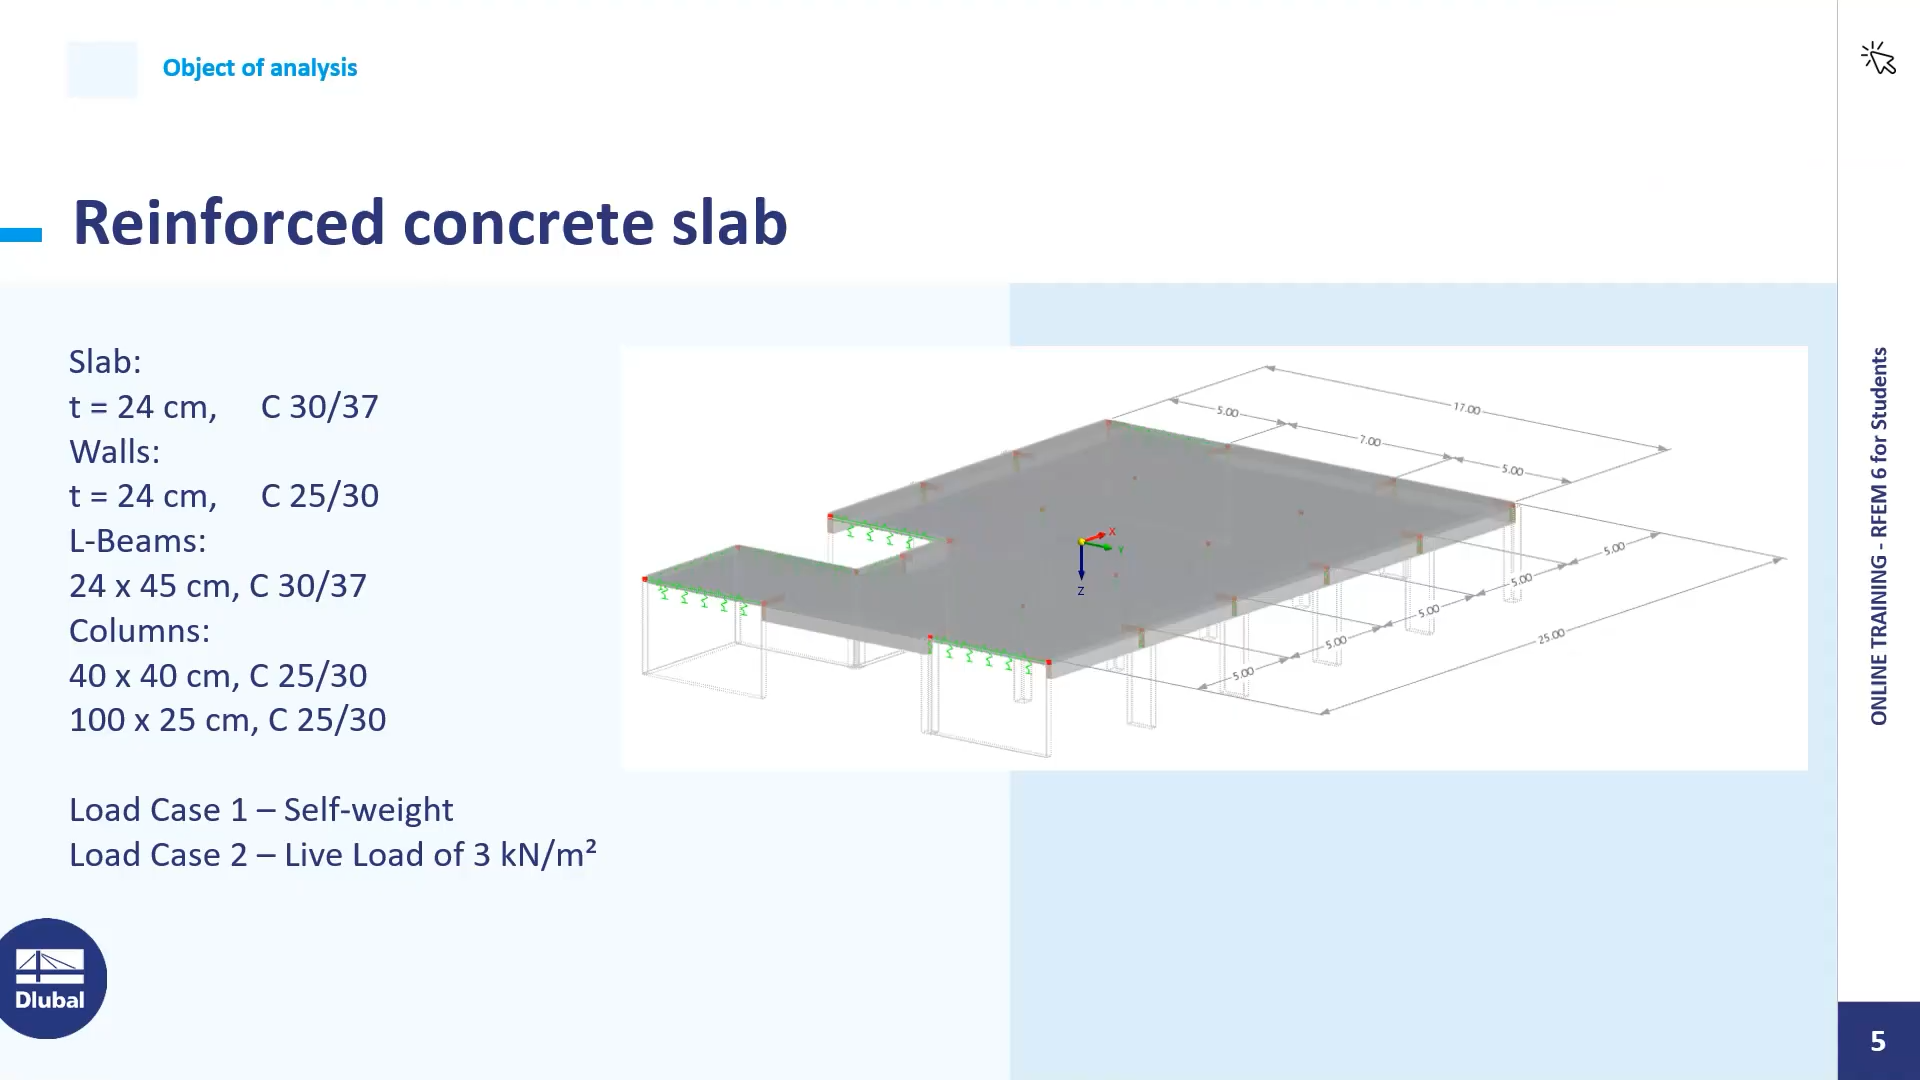 Object of analysis
Reinforced concrete slab
Slab:
t = 24 cm, C 30/37
Walls:
t = 24 cm, C 25/30
L-Beams:
24 x 45 cm, C 30/37
Columns:
40 x 40 cm, C 25/30
100 x 25 cm, C 25/30
Load Case 1 – Self-weight
Load Case 2 – Live Load of 3 kN/m²
17.00
5.00
7.00
5.00
X
Y
Z
5.00
5.00
5.00
5.00
5.00
25.00
ONLINE TRAINING - RFEM 6 for Students
Dlubal
5